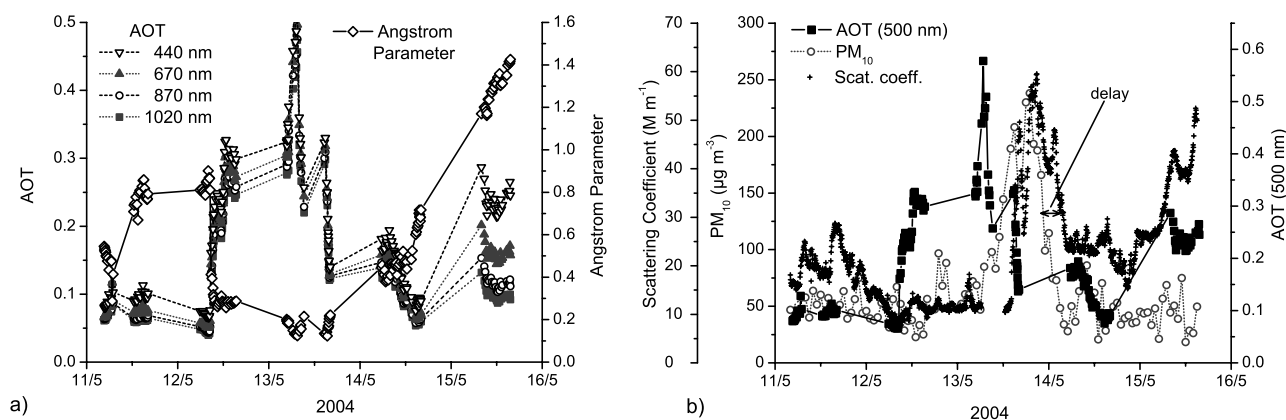 0.5
0.4
0.3
0.2
0.1
0.0
AOT
AOT
440 nm
670 nm
870 nm
1020 nm
Angstrom
Parameter
1.6
1.4
1.2
1.0
0.8
0.6
0.4
0.2
0.0
Angstrom Parameter
11/5 12/5 13/5 14/5 15/5 16/5
2004
a)
70
60
50
40
30
20
10
0
Scattering Coefficient (M m⁻¹)
300
250
200
150
100
50
0
PM₁₀ (µg m⁻³)
AOT (500 nm)
PM₁₀
Scat. coeff.
delay
0.6
0.5
0.4
0.3
0.2
0.1
0.0
AOT (500 nm)
11/5 12/5 13/5 14/5 15/5 16/5
2004
b)